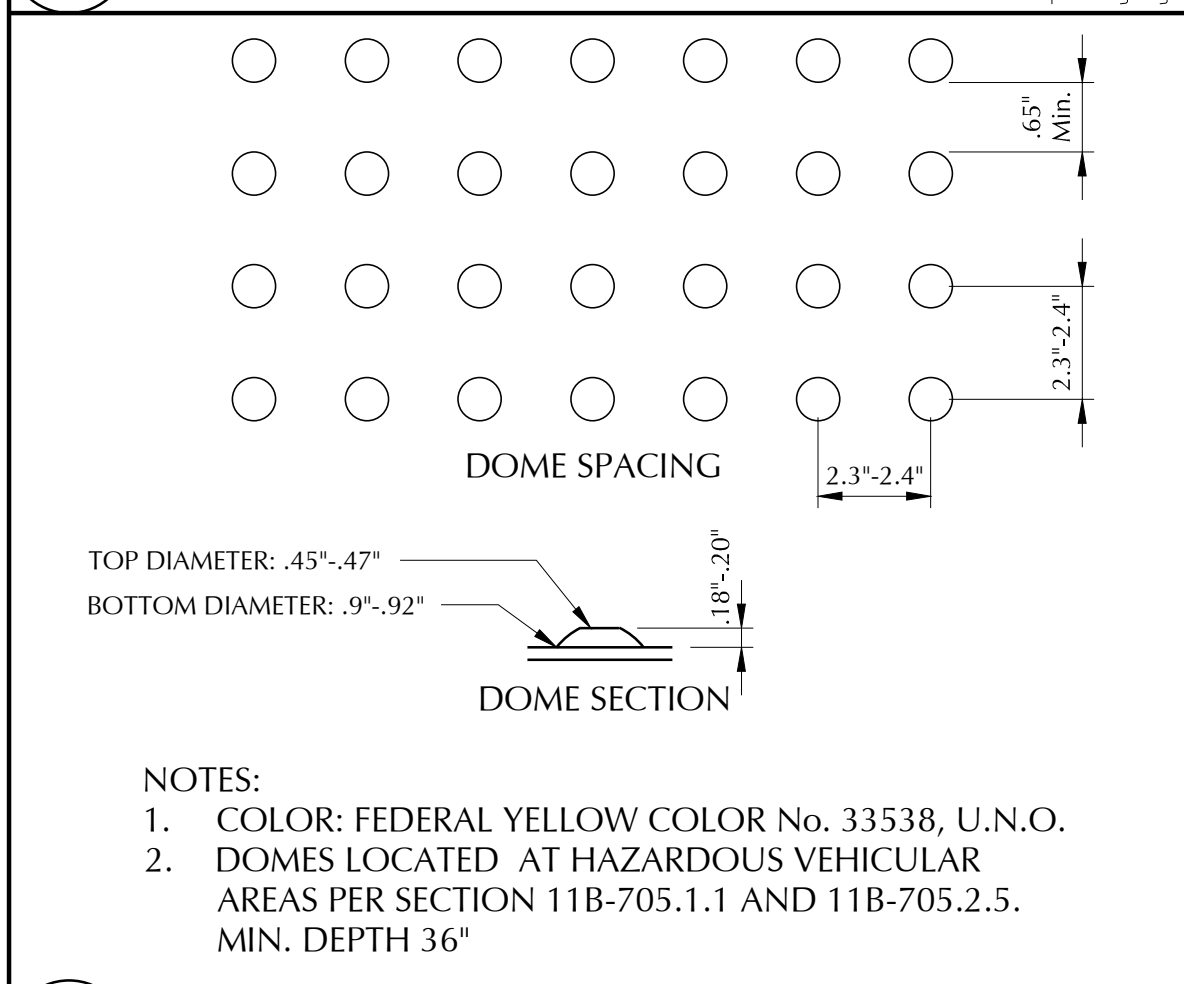 .65"
Min.
2.3"-2.4"
DOME SPACING
2.3"-2.4"
TOP DIAMETER: .45"-.47"
.18"-.20"
BOTTOM DIAMETER: .9"-.92"
DOME SECTION
NOTES:
1. COLOR: FEDERAL YELLOW COLOR No. 33538, U.N.O.
2. DOMES LOCATED AT HAZARDOUS VEHICULAR
AREAS PER SECTION 11B-705.1.1 AND 11B-705.2.5.
MIN. DEPTH 36"